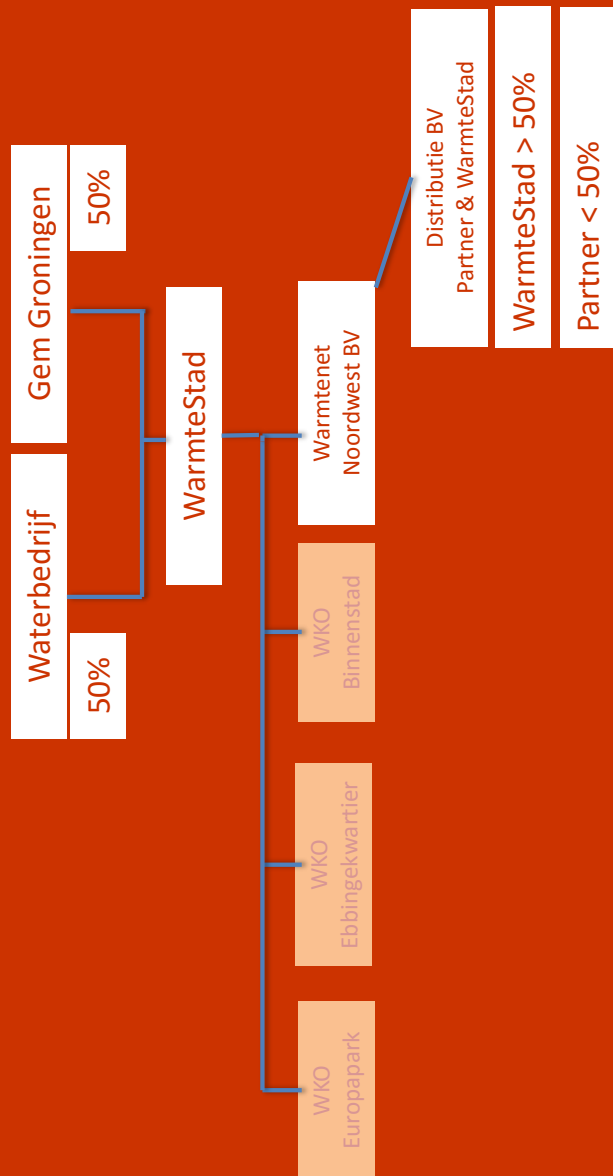 Waterbedrijf
Gem Groningen
50%
50%
WarmteStad
WKO
Europapark
WKO
Ebbingekwartier
WKO
Binnenstad
Warmtenet
Noordwest BV
Distributie BV
Partner & WarmteStad
WarmteStad > 50%
Partner < 50%